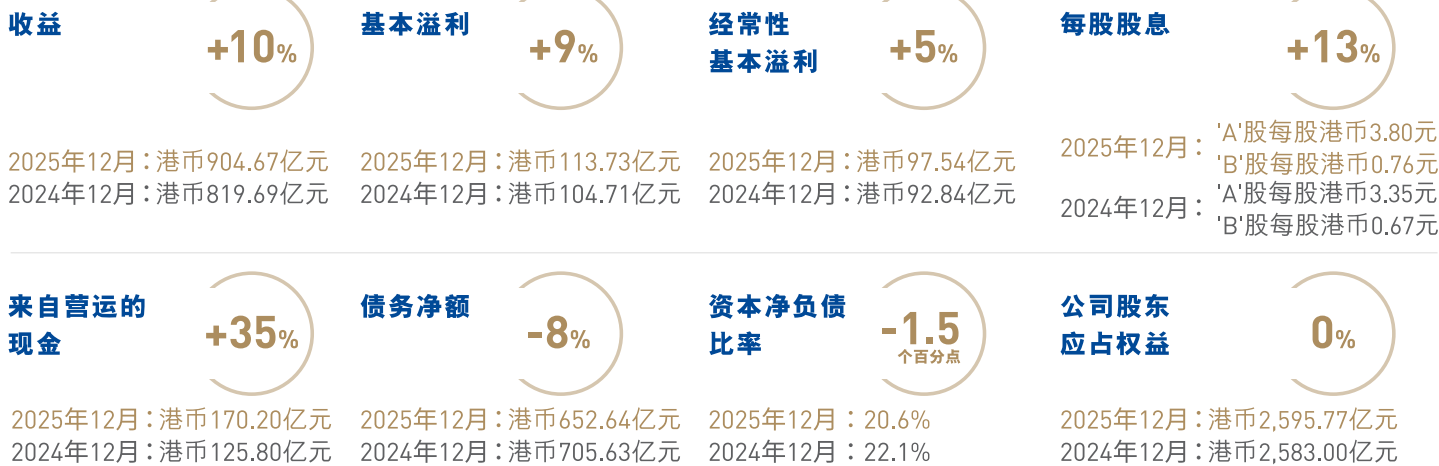 收益
+10%
2025年12月：港币904.67亿元
2024年12月：港币819.69亿元
基本溢利
+9%
2025年12月：港币113.73亿元
2024年12月：港币104.71亿元
经常性
基本溢利
+5%
2025年12月：港币97.54亿元
2024年12月：港币92.84亿元
每股股息
+13%
2025年12月：
'A'股每股港币3.80元
'B'股每股港币0.76元
2024年12月：
'A'股每股港币3.35元
'B'股每股港币0.67元
来自营运的
现金
+35%
2025年12月：港币170.20亿元
2024年12月：港币125.80亿元
债务净额
-8%
2025年12月：港币652.64亿元
2024年12月：港币705.63亿元
资本净负债
比率
-1.5
个百分点
2025年12月：20.6%
2024年12月：22.1%
公司股东
应占权益
0%
2025年12月：港币2,595.77亿元
2024年12月：港币2,583.00亿元